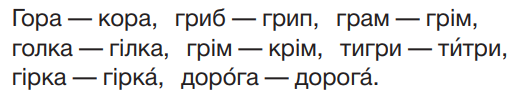 Гора — кора, гриб — грип, грам — грім,
голка — гілка, грім — крім, тигри — ти́три,
гірка — гірка́, доро́га — дорога́.